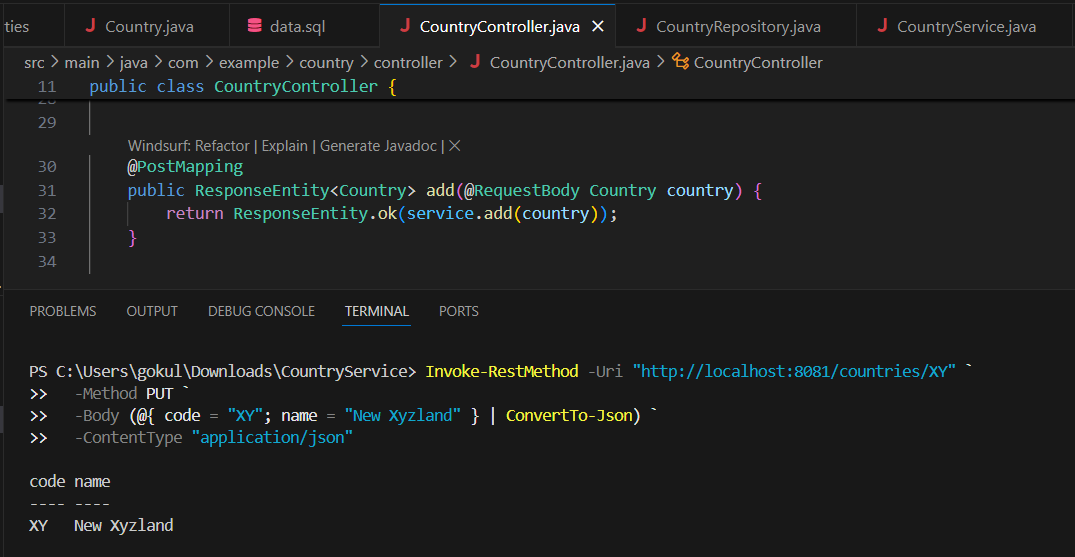 ties Country.java data.sql CountryController.java CountryRepository.java CountryService.java
src > main > java > com > example > country > controller > CountryController.java > CountryController
11 public class CountryController {
29
Windsurf: Refactor | Explain | Generate Javadoc | ×
30 @PostMapping
31 public ResponseEntity<Country> add(@RequestBody Country country) {
32 return ResponseEntity.ok(service.add(country));
33 }
34
PROBLEMS OUTPUT DEBUG CONSOLE TERMINAL PORTS
PS C:\Users\gokul\Downloads\CountryService> Invoke-RestMethod -Uri "http://localhost:8081/countries/XY" `
>> -Method PUT `
>> -Body (@{ code = "XY"; name = "New Xyzland" } | ConvertTo-Json) `
>> -ContentType "application/json"
code name
---- ----
XY New Xyzland